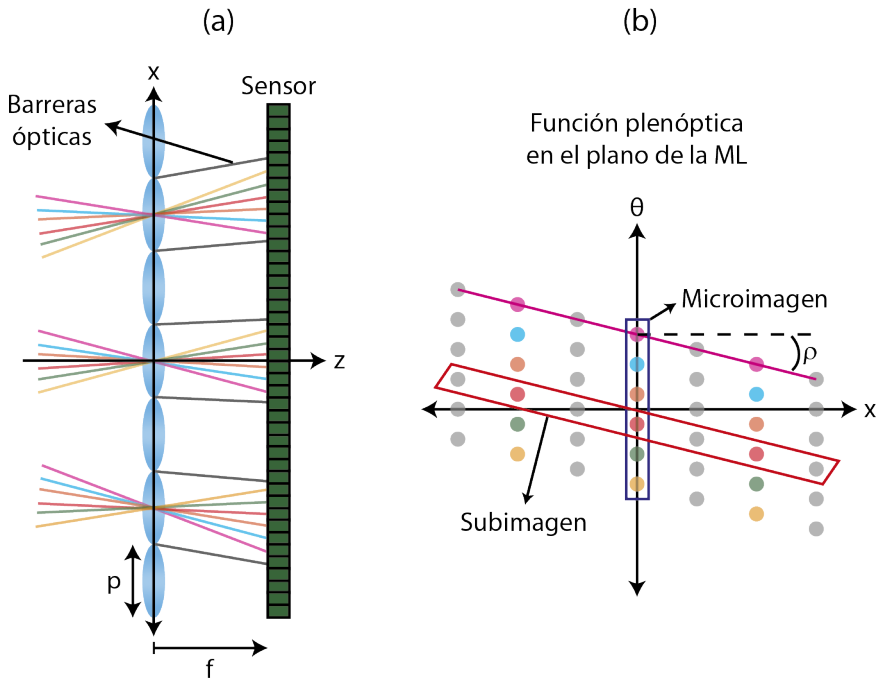 (a)
(b)
x
Sensor
Barreras
ópticas
z
p
f
Función plenóptica
en el plano de la ML
θ
Microimagen
ρ
x
Subimagen